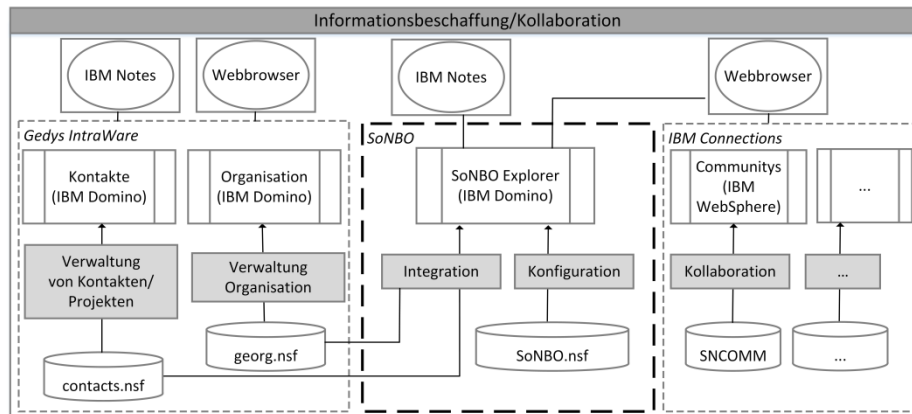 Informationsbeschaffung/Kollaboration
IBM Notes
Webbrowser
IBM Notes
Webbrowser
Gedys IntraWare
SoNBO
IBM Connections
Kontakte
(IBM Domino)
Organisation
(IBM Domino)
SoNBO Explorer
(IBM Domino)
Communitys
(IBM
WebSphere)
...
Verwaltung
von Kontakten/
Projekten
Verwaltung
Organisation
Integration
Konfiguration
Kollaboration
...
contacts.nsf
georg.nsf
SoNBO.nsf
SNCOMM
...